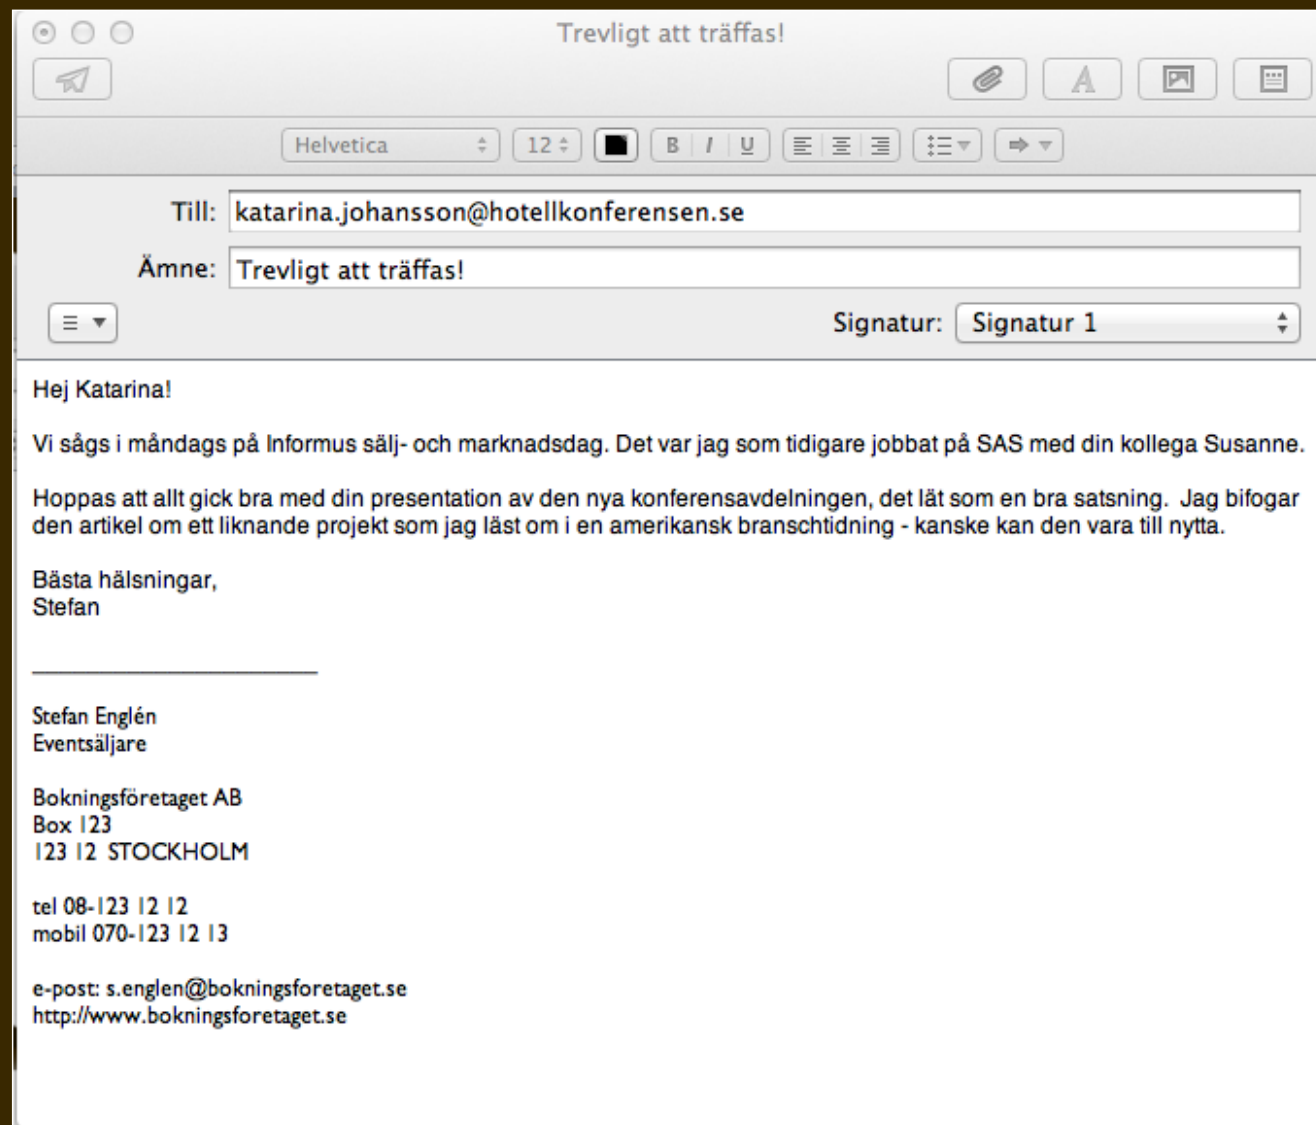 Trevligt att träffas!
Helvetica 12 B I U
Till: katarina.johansson@hotellkonferensen.se
Ämne: Trevligt att träffas!
Signatur: Signatur 1
Hej Katarina!
Vi sågs i måndags på Informus sälj- och marknadsdag. Det var jag som tidigare jobbat på SAS med din kollega Susanne.
Hoppas att allt gick bra med din presentation av den nya konferensavdelningen, det lät som en bra satsning.  Jag bifogar
den artikel om ett liknande projekt som jag läst om i en amerikansk branschtidning - kanske kan den vara till nytta.
Bästa hälsningar,
Stefan
Stefan Englén
Eventsäljare
Bokningsföretaget AB
Box 123
123 12  STOCKHOLM
tel 08-123 12 12
mobil 070-123 12 13
e-post: s.englen@bokningsforetaget.se
http://www.bokningsforetaget.se